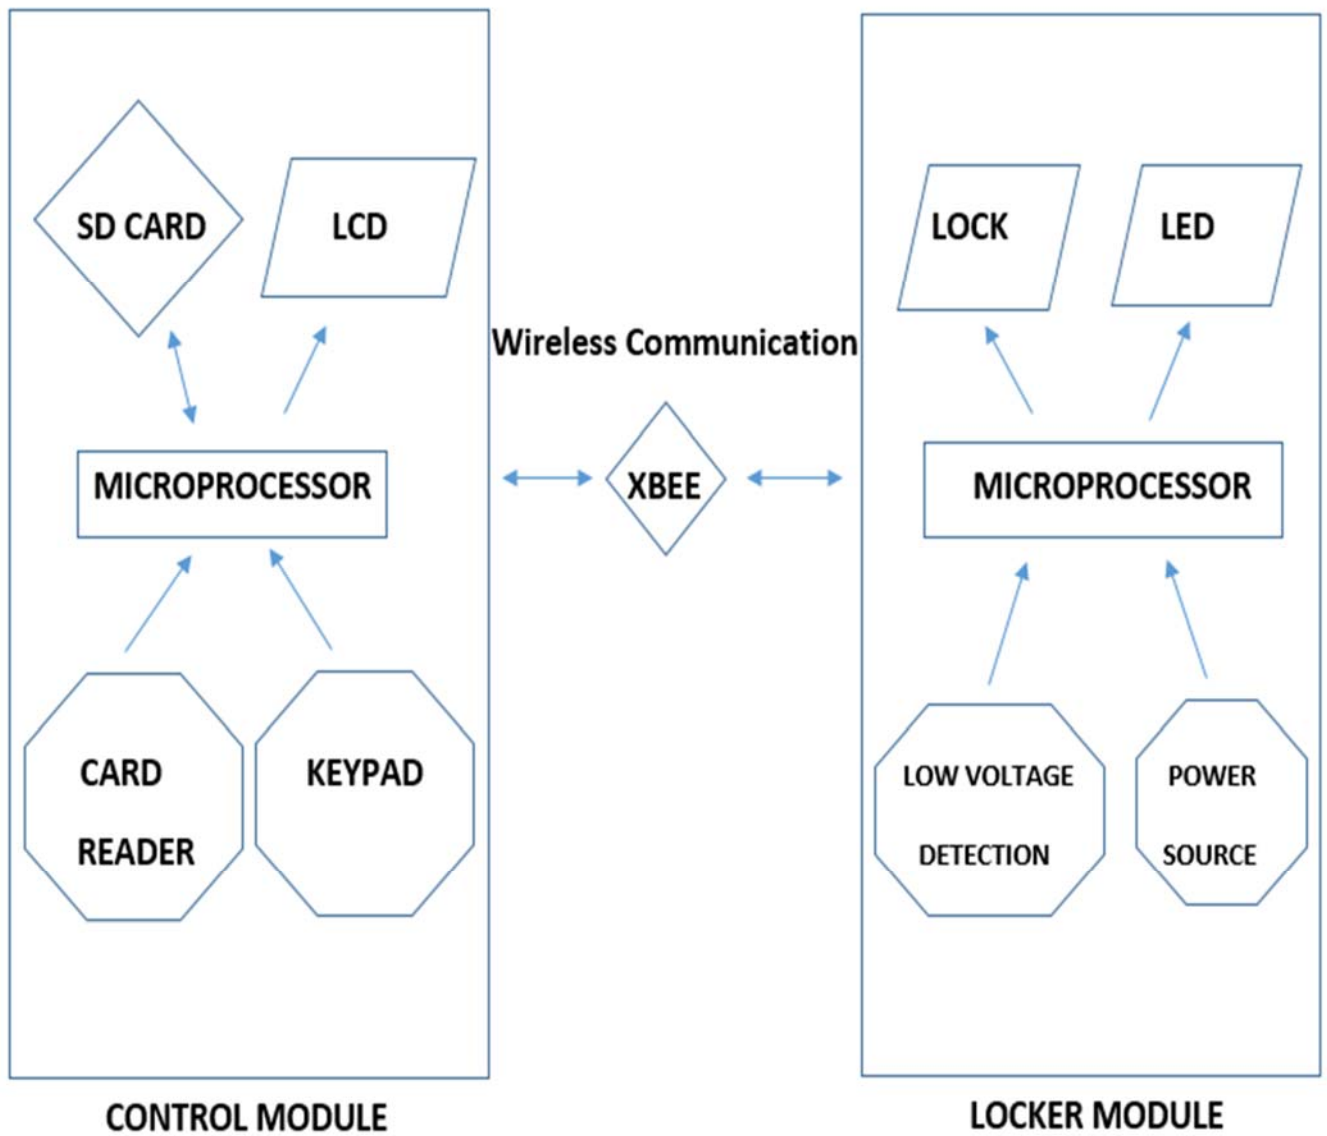 SD CARD
LCD
MICROPROCESSOR
CARD
READER
KEYPAD
CONTROL MODULE
Wireless Communication
XBEE
LOCK
LED
MICROPROCESSOR
LOW VOLTAGE
DETECTION
POWER
SOURCE
LOCKER MODULE